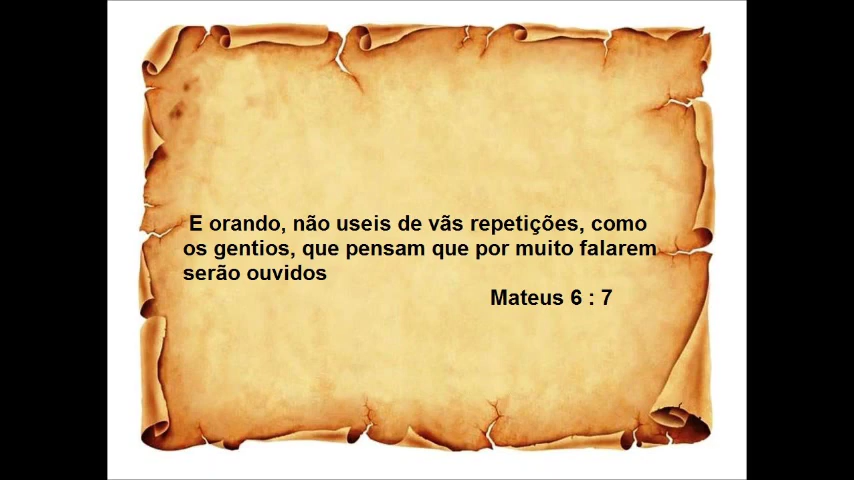 E orando, não useis de vãs repetições, como
os gentios, que pensam que por muito falarem
serão ouvidos
Mateus 6 : 7